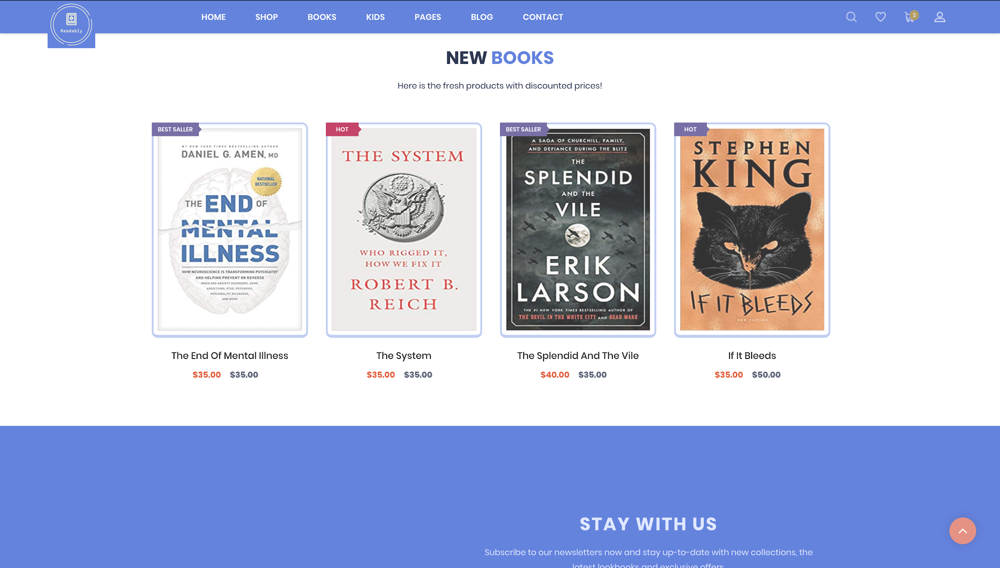 Readably
HOME SHOP BOOKS KIDS PAGES BLOG CONTACT
3
NEW BOOKS
Here is the fresh products with discounted prices!
BEST SALLER
#1 NEW YORK TIMES BESTSELLING AUTHOR
DANIEL G. AMEN, MD
NATIONAL
BESTSELLER
THE END OF
MENTAL
ILLNESS
HOW NEUROSCIENCE IS TRANSFORMING PSYCHIATRY
AND HELPING PREVENT OR REVERSE
MOOD AND ANXIETY DISORDERS, ADHD,
ADDICTIONS, PTSD, PSYCHOSIS,
PERSONALITY DISORDERS,
AND MORE
The End Of Mental Illness
$35.00 $35.00
HOT
THE SYSTEM
WHO RIGGED IT,
HOW WE FIX IT
ROBERT B.
REICH
The System
$35.00 $35.00
BEST SALLER
A SAGA OF CHURCHILL, FAMILY,
AND DEFIANCE DURING THE BLITZ
THE
SPLENDID
AND THE
VILE
ERIK
LARSON
THE #1 NEW YORK TIMES BESTSELLING AUTHOR OF
THE DEVIL IN THE WHITE CITY AND DEAD WAKE
The Splendid And The Vile
$40.00 $35.00
HOT
STEPHEN
KING
IF IT BLEEDS
NEW FICTION
If It Bleeds
$35.00 $50.00
STAY WITH US
Subscribe to our newsletters now and stay up-to-date with new collections, the
latest lookbooks and exclusive offers